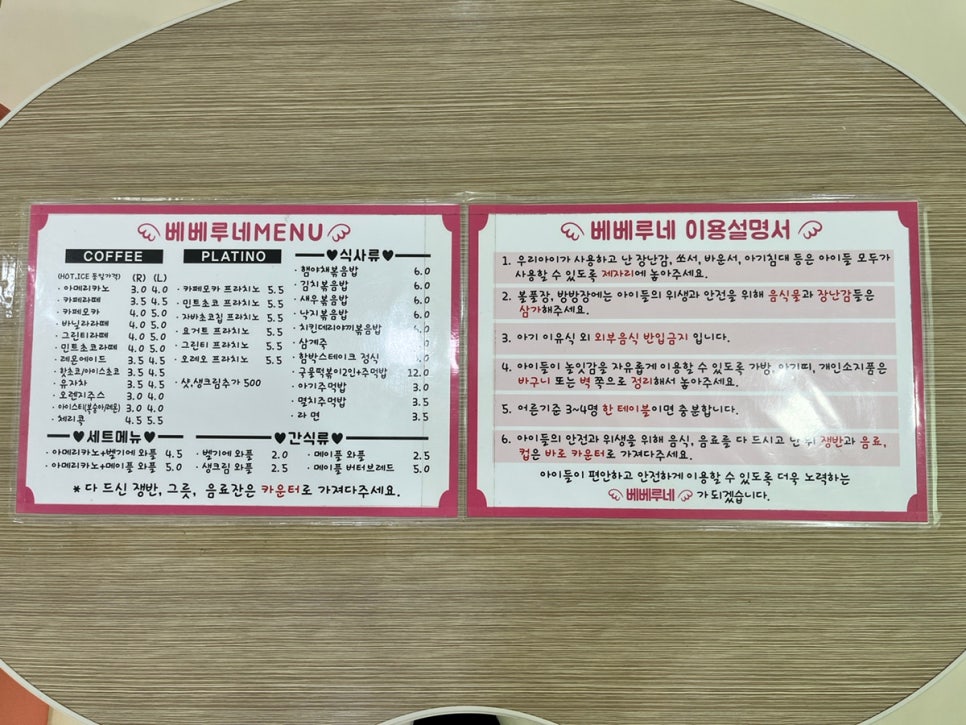 베베루네MENU
COFFEE
(HOT,ICE 동일가격) (R) (L)
· 아메리카노 3.0 4.0
· 카페라떼 3.5 4.5
· 카페모카 4.0 5.0
· 바닐라라떼 4.0 5.0
· 그린티라떼 4.0 5.0
· 민트초코라떼 4.0 5.0
· 레몬에이드 3.5 4.5
· 핫초코/아이스초코 3.5 4.5
· 유자차 3.5 4.5
· 오렌지주스 3.0 4.0
· 아이스티(복숭아/레몬) 3.0 4.0
· 체리콕 4.5 5.5
PLATINO
· 카페모카 프라치노 5.5
· 민트초코 프라치노 5.5
· 자바초코칩 프라치노 5.5
· 요거트 프라치노 5.5
· 그린티 프라치노 5.5
· 오레오 프라치노 5.5
· 샷,생크림추가 500
♥식사류♥
· 햄야채볶음밥 6.0
· 김치볶음밥 6.0
· 새우볶음밥 6.0
· 낙지볶음밥 6.0
· 치킨데리야끼볶음밥
· 삼계죽
· 함박스테이크 정식
· 국물떡볶이2인+주먹밥 12.0
· 아기주먹밥 3.0
· 멸치주먹밥 3.5
· 라 면 3.5
♥세트메뉴♥
· 아메리카노+벨기에 와플 4.5
· 아메리카노+메이플 와플 5.0
♥간식류♥
· 벨기에 와플 2.0
· 생크림 와플 2.5
· 메이플 와플 2.5
· 메이플 버터브레드 5.0
* 다 드신 쟁반, 그릇, 음료잔은 카운터로 가져다주세요.
베베루네 이용설명서
1. 우리아이가 사용하고 난 장난감, 쏘서, 바운서, 아기침대 등은 아이들 모두가
사용할 수 있도록 제자리에 놓아주세요.
2. 볼풀장, 방방장에는 아이들의 위생과 안전을 위해 음식물과 장난감들은
삼가해주세요.
3. 아기 이유식 외 외부음식 반입금지 입니다.
4. 아이들이 놀잇감을 자유롭게 이용할 수 있도록 가방, 아기띠, 개인소지품은
바구니 또는 벽 쪽으로 정리해서 놓아주세요.
5. 어른기준 3~4명 한 테이블이면 충분합니다.
6. 아이들의 안전과 위생을 위해 음식, 음료를 다 드시고 난 뒤 쟁반과 음료,
컵은 바로 카운터로 가져다주세요.
아이들이 편안하고 안전하게 이용할 수 있도록 더욱 노력하는
베베루네 가 되겠습니다.